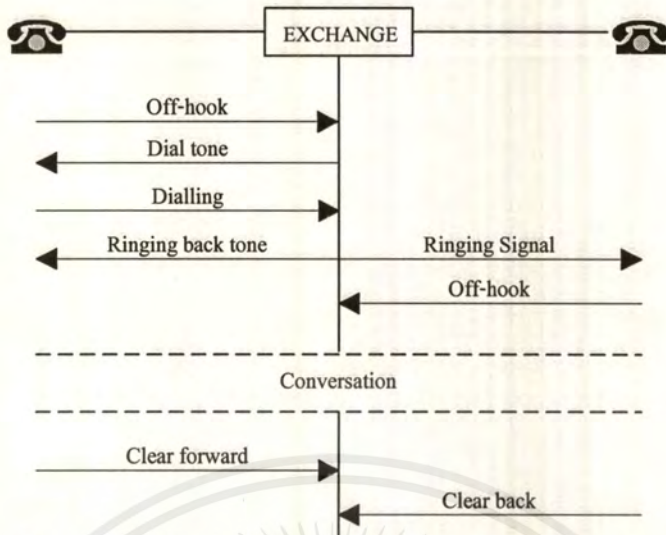 EXCHANGE
Off-hook
Dial tone
Dialling
Ringing back tone Ringing Signal
Off-hook
Conversation
Clear forward
Clear back